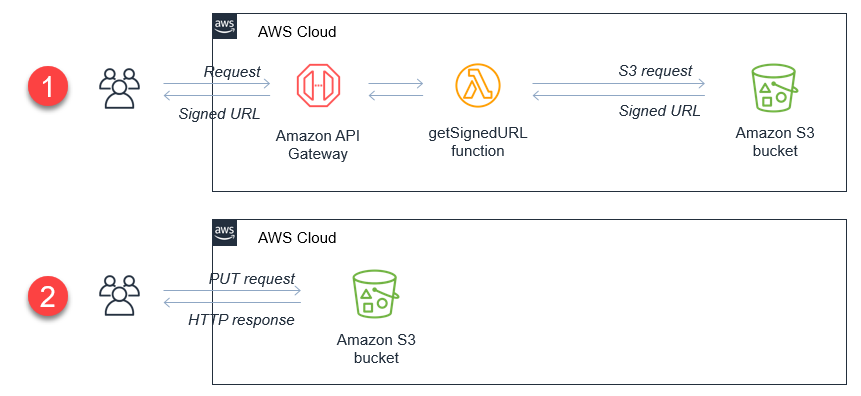 aws
AWS Cloud
1
Request
S3 request
Signed URL
Signed URL
Amazon API
Gateway
getSignedURL
function
Amazon S3
bucket
aws
AWS Cloud
2
PUT request
HTTP response
Amazon S3
bucket